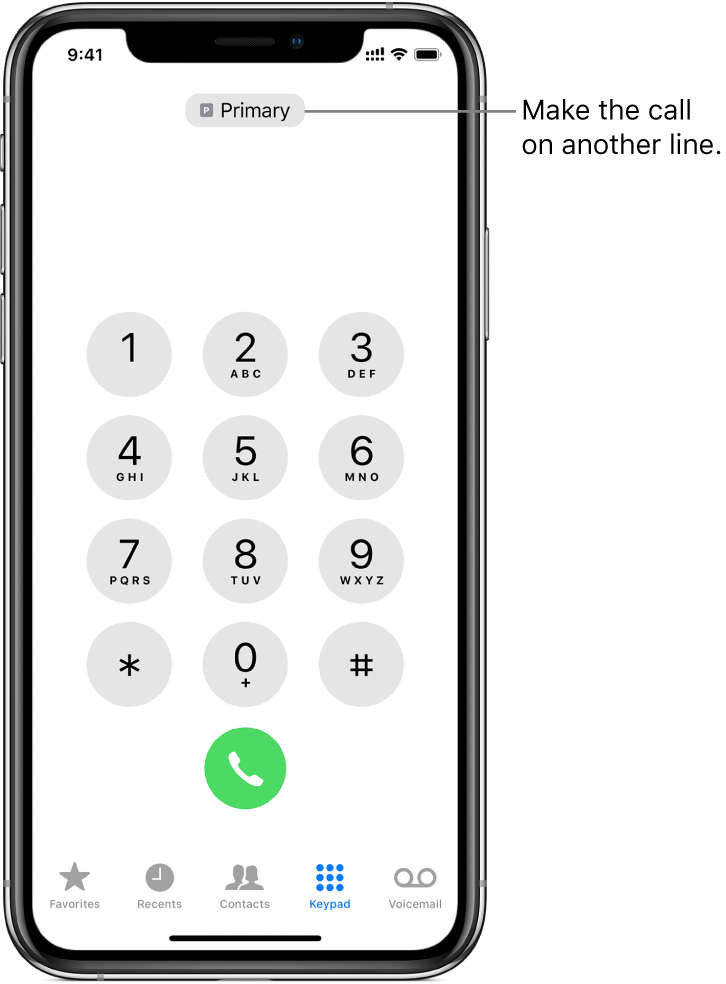 9:41
P Primary
Make the call
on another line.
1 2 3
ABC DEF
4 5 6
GHI JKL MNO
7 8 9
PQRS TUV WXYZ
* 0 #
+
Favorites Recents Contacts Keypad Voicemail